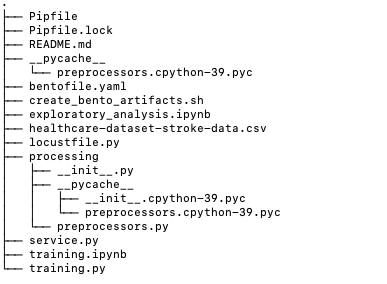 .
├── Pipfile
├── Pipfile.lock
├── README.md
├── __pycache__
│   └── preprocessors.cpython-39.pyc
├── bentofile.yaml
├── create_bento_artifacts.sh
├── exploratory_analysis.ipynb
├── healthcare-dataset-stroke-data.csv
├── locustfile.py
├── processing
│   ├── __init__.py
│   ├── __pycache__
│   │   ├── __init__.cpython-39.pyc
│   │   └── preprocessors.cpython-39.pyc
│   └── preprocessors.py
├── service.py
├── training.ipynb
└── training.py